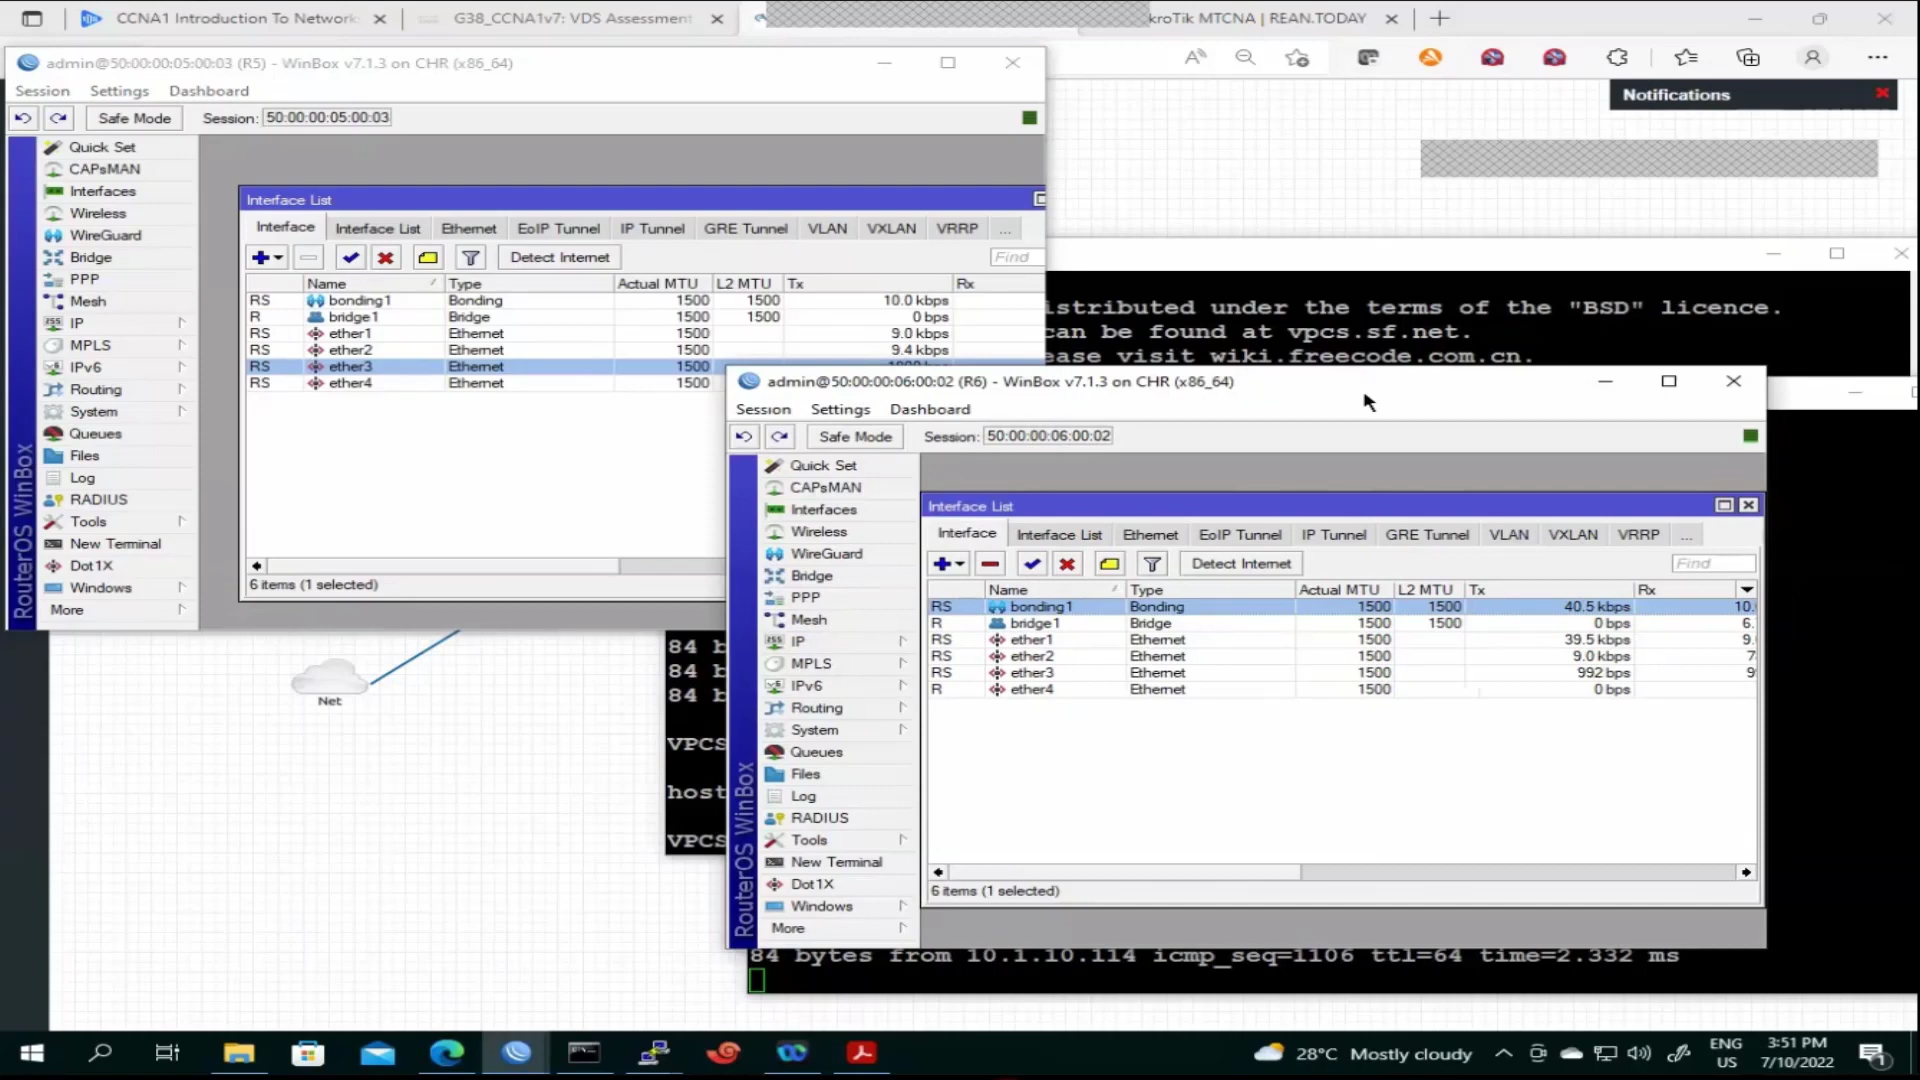 CCNA1 Introduction To Network
G38_CCNA1v7: VDS Assessment
kroTik MTCNA | REAN.TODAY
admin@50:00:00:05:00:03 (R5) - WinBox v7.1.3 on CHR (x86_64)
Session Settings Dashboard
Safe Mode Session: 50:00:00:05:00:03
Notifications
Quick Set
CAPsMAN
Interfaces
Wireless
WireGuard
Bridge
PPP
Mesh
IP
MPLS
IPv6
Routing
System
Queues
Files
Log
RADIUS
Tools
New Terminal
Dot1X
Windows
More
RouterOS WinBox
Interface List
Interface Interface List Ethernet EoIP Tunnel IP Tunnel GRE Tunnel VLAN VXLAN VRRP ...
Detect Internet Find
Name Type Actual MTU L2 MTU Tx Rx
RS bonding1 Bonding 1500 1500 10.0 kbps
R bridge1 Bridge 1500 1500 0 bps
RS ether1 Ethernet 1500 9.0 kbps
RS ether2 Ethernet 1500 9.4 kbps
RS ether3 Ethernet 1500
RS ether4 Ethernet 1500
6 items (1 selected)
istributed under the terms of the "BSD" licence.
can be found at vpcs.sf.net.
ease visit wiki.freecode.com.cn.
admin@50:00:00:06:00:02 (R6) - WinBox v7.1.3 on CHR (x86_64)
Session Settings Dashboard
Safe Mode Session: 50:00:00:06:00:02
Quick Set
CAPsMAN
Interfaces
Wireless
WireGuard
Bridge
PPP
Mesh
IP
MPLS
IPv6
Routing
System
Queues
Files
Log
RADIUS
Tools
New Terminal
Dot1X
Windows
More
RouterOS WinBox
Interface List
Interface Interface List Ethernet EoIP Tunnel IP Tunnel GRE Tunnel VLAN VXLAN VRRP ...
Detect Internet Find
Name Type Actual MTU L2 MTU Tx Rx
RS bonding1 Bonding 1500 1500 40.5 kbps 10.
R bridge1 Bridge 1500 1500 0 bps 6.
RS ether1 Ethernet 1500 39.5 kbps 9.
RS ether2 Ethernet 1500 9.0 kbps 7
RS ether3 Ethernet 1500 992 bps 9
R ether4 Ethernet 1500 0 bps
6 items (1 selected)
Net
84 b
84 b
84 b
VPCS
host
VPCS
84 bytes from 10.1.10.114 icmp_seq=1106 ttl=64 time=2.332 ms
28°C Mostly cloudy
ENG
US
3:51 PM
7/10/2022
1